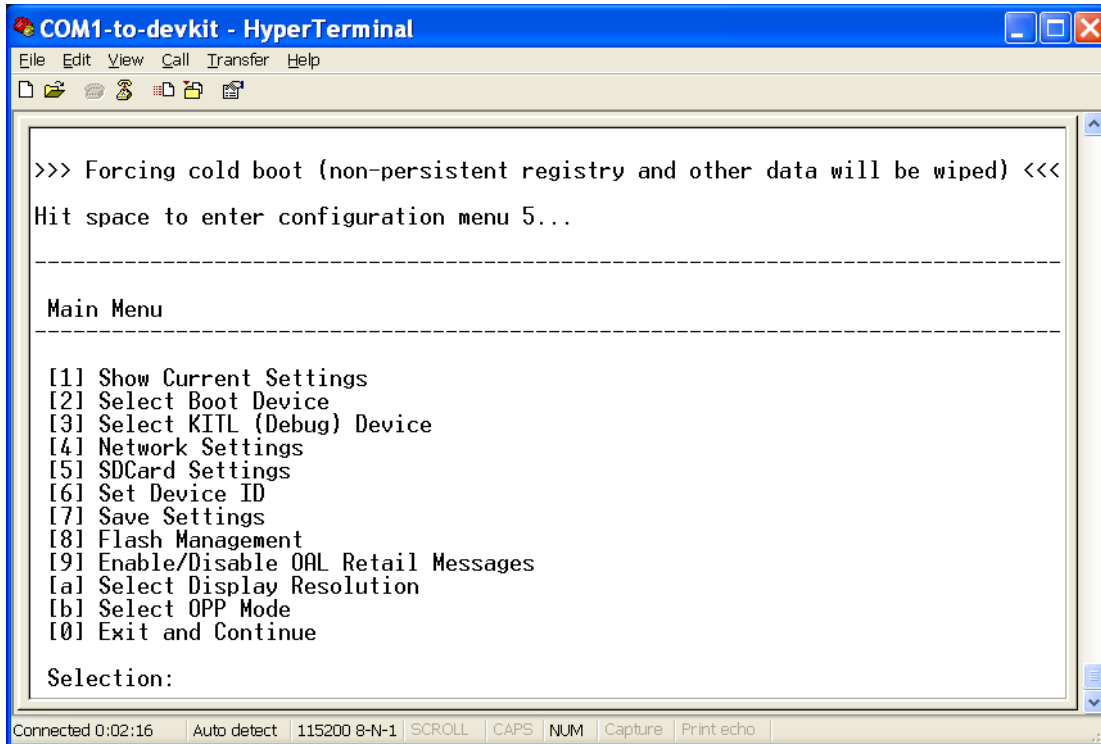 COM1-to-devkit - HyperTerminal
File Edit View Call Transfer Help
>>> Forcing cold boot (non-persistent registry and other data will be wiped) <<<
Hit space to enter configuration menu 5...
--------------------------------------------------------------------------------
Main Menu
--------------------------------------------------------------------------------
[1] Show Current Settings
[2] Select Boot Device
[3] Select KITL (Debug) Device
[4] Network Settings
[5] SDCard Settings
[6] Set Device ID
[7] Save Settings
[8] Flash Management
[9] Enable/Disable OAL Retail Messages
[a] Select Display Resolution
[b] Select OPP Mode
[0] Exit and Continue
Selection:
Connected 0:02:16 Auto detect 115200 8-N-1 SCROLL CAPS NUM Capture Print echo